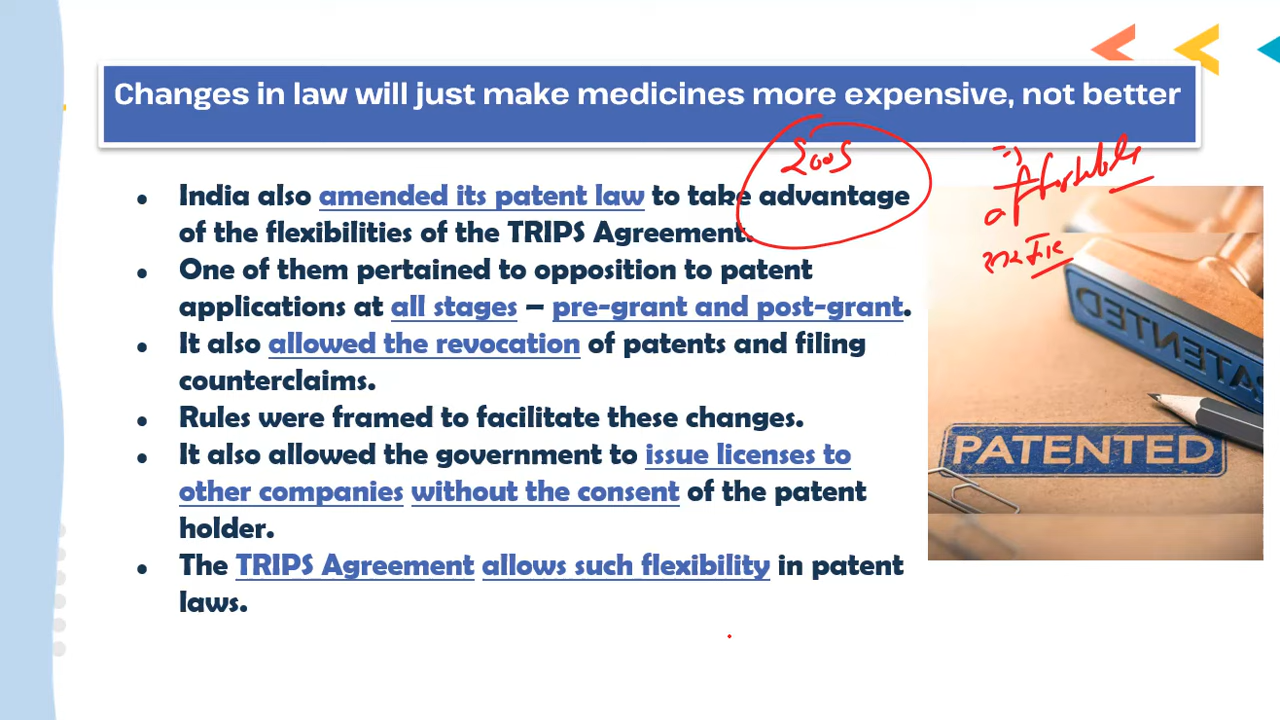 Changes in law will just make medicines more expensive, not better
2005
affordable
India also amended its patent law to take advantage
of the flexibilities of the TRIPS Agreement.
One of them pertained to opposition to patent
applications at all stages – pre-grant and post-grant.
It also allowed the revocation of patents and filing
counterclaims.
Rules were framed to facilitate these changes.
It also allowed the government to issue licenses to
other companies without the consent of the patent
holder.
The TRIPS Agreement allows such flexibility in patent
laws.
PATENTED
PATENTED